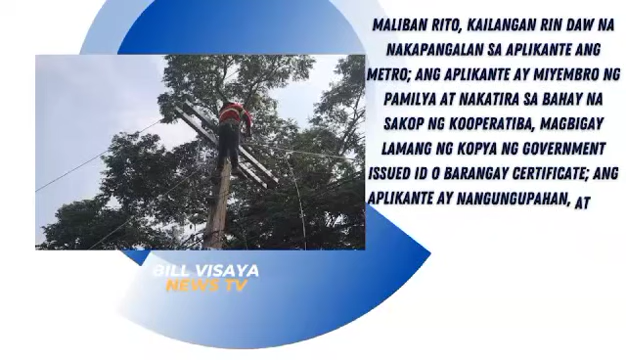 MALIBAN RITO, KAILANGAN RIN DAW NA
NAKAPANGALAN SA APLIKANTE ANG
METRO; ANG APLIKANTE AY MIYEMBRO NG
PAMILYA AT NAKATIRA SA BAHAY NA
SAKOP NG KOOPERATIBA, MAGBIGAY
LAMANG NG KOPYA NG GOVERNMENT
ISSUED ID O BARANGAY CERTIFICATE; ANG
APLIKANTE AY NANGUNGUPAHAN, AT
BILL VISAYA
NEWS TV